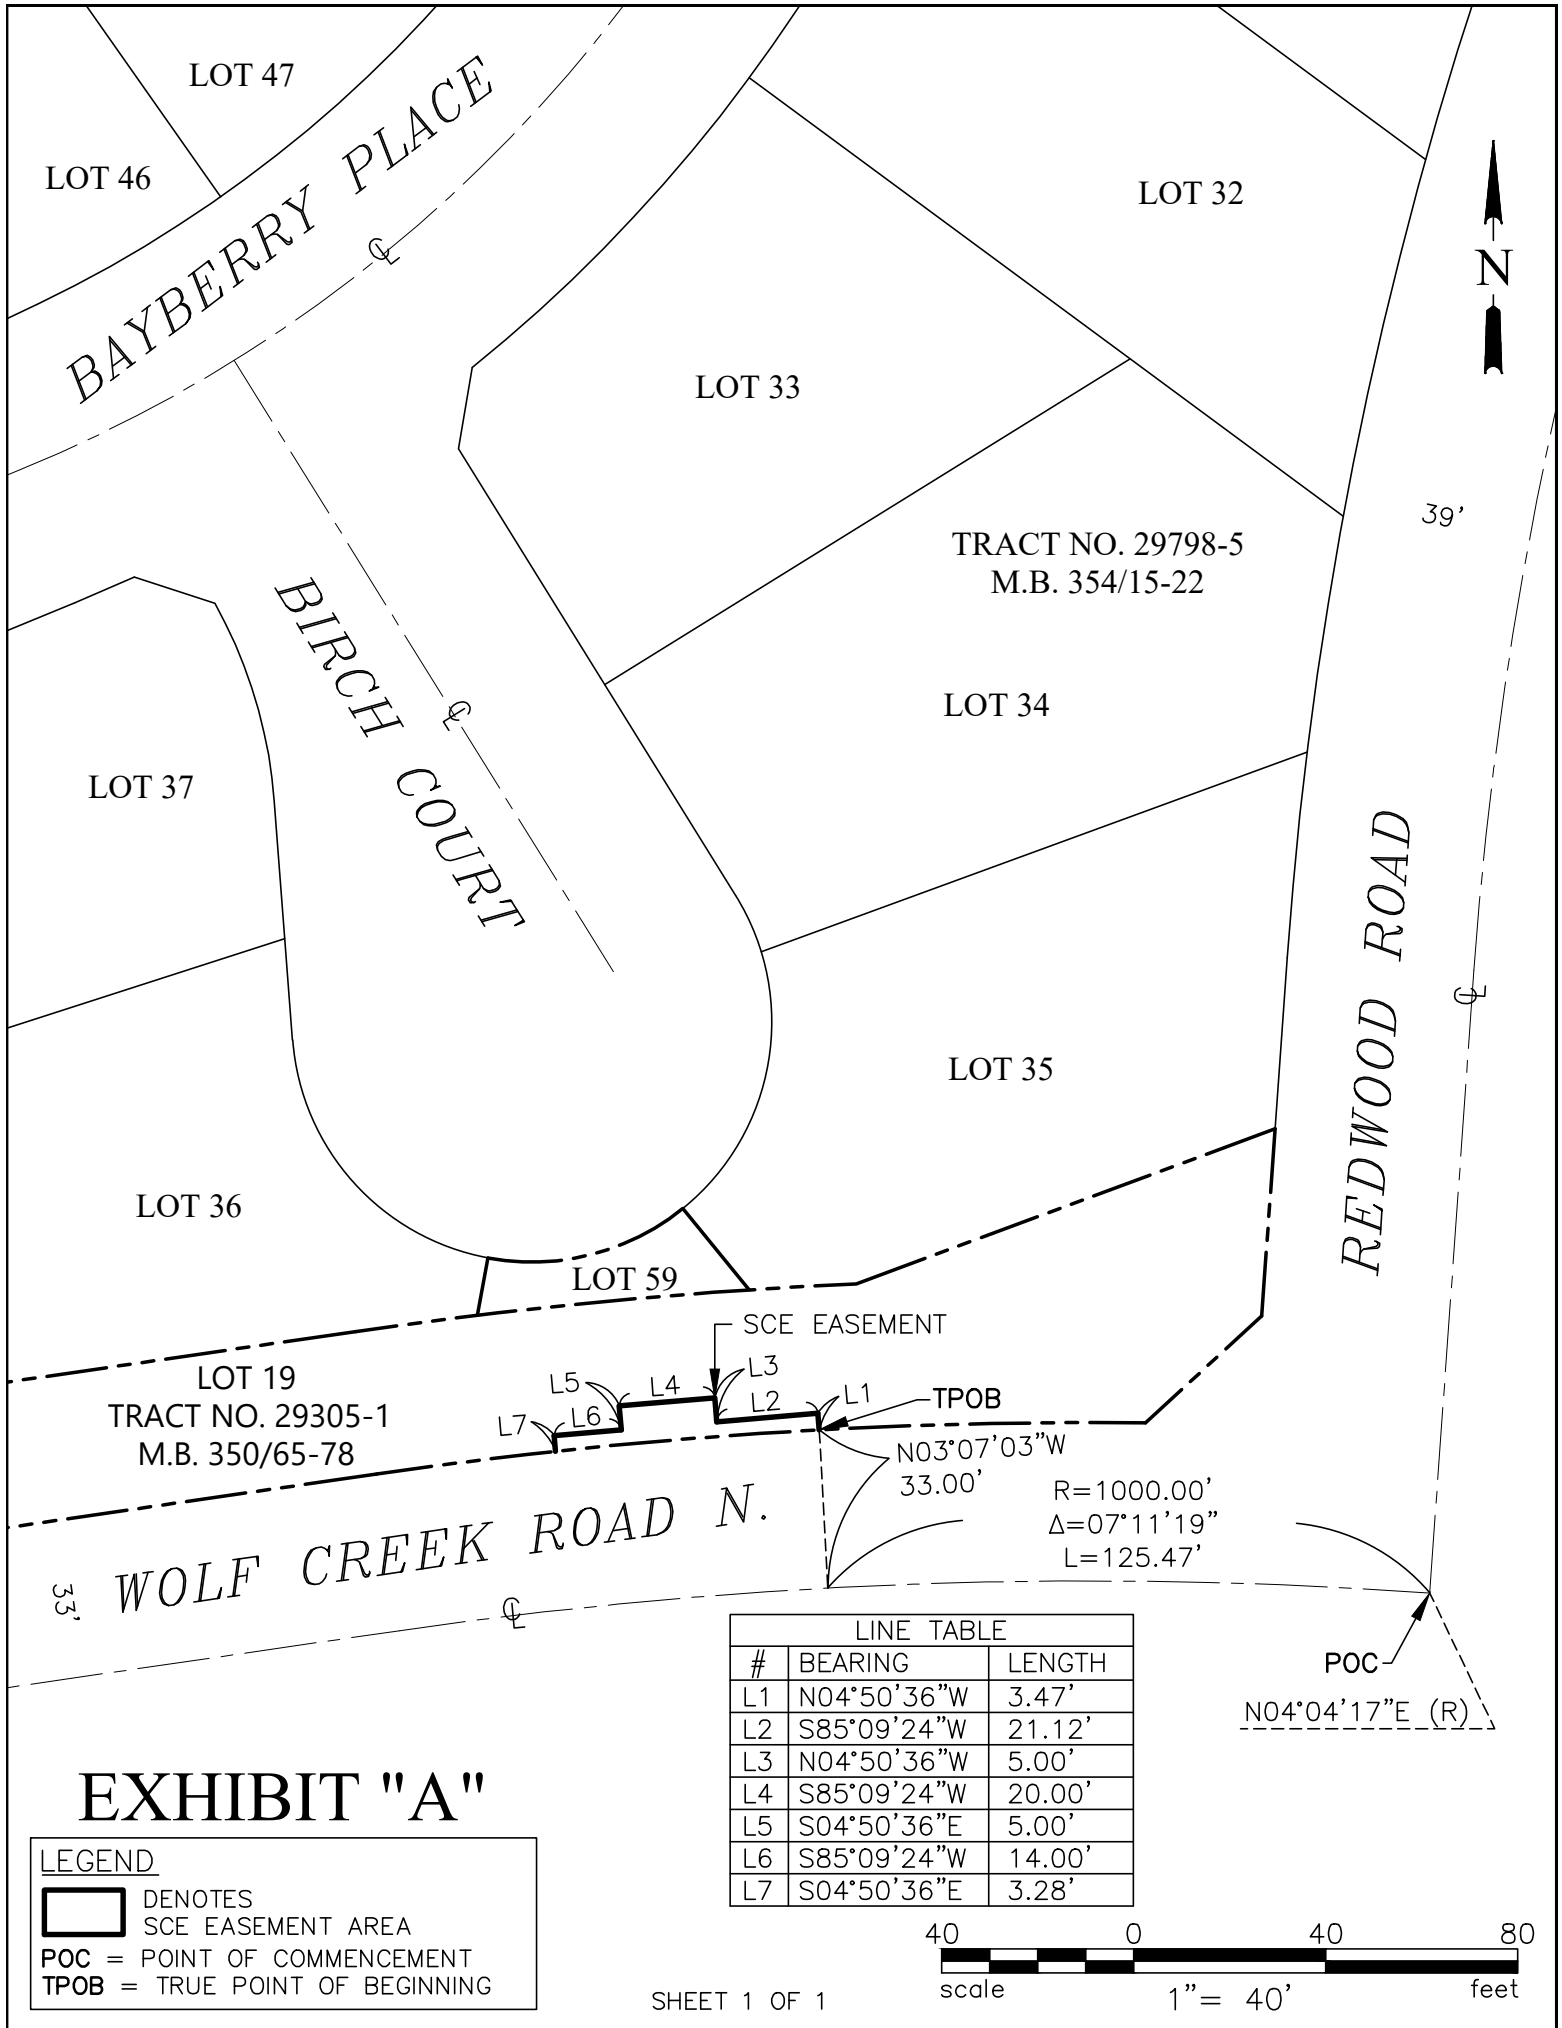 LOT 47
LOT 46
BAYBERRY PLACE
℄
LOT 32
N
LOT 33
39'
TRACT NO. 29798-5
M.B. 354/15-22
BIRCH COURT
℄
LOT 34
LOT 37
REDWOOD ROAD
℄
LOT 35
LOT 36
LOT 59
SCE EASEMENT
LOT 19
TRACT NO. 29305-1
M.B. 350/65-78
L7
L6
L5
L4
L3
L2
L1
TPOB
N03°07'03"W
33.00'
R=1000.00'
Δ=07°11'19"
L=125.47'
WOLF CREEK ROAD N.
33'
℄
POC
N04°04'17"E (R)
LINE TABLE
# BEARING LENGTH
L1 N04°50'36"W 3.47'
L2 S85°09'24"W 21.12'
L3 N04°50'36"W 5.00'
L4 S85°09'24"W 20.00'
L5 S04°50'36"E 5.00'
L6 S85°09'24"W 14.00'
L7 S04°50'36"E 3.28'
EXHIBIT "A"
LEGEND
DENOTES
SCE EASEMENT AREA
POC = POINT OF COMMENCEMENT
TPOB = TRUE POINT OF BEGINNING
SHEET 1 OF 1
40 0 40 80
scale 1"= 40' feet